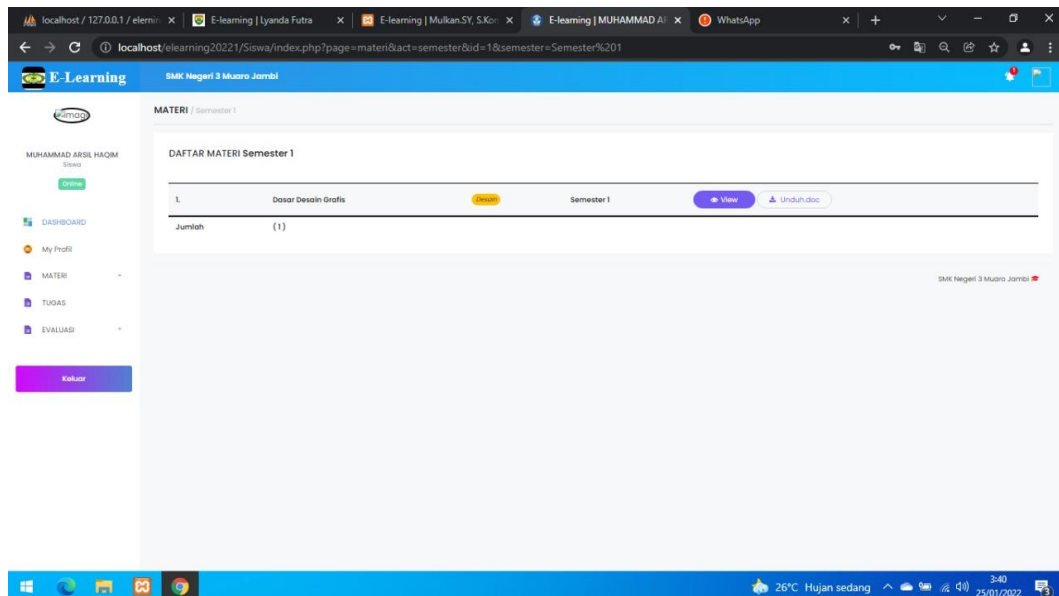 localhost / 127.0.0.1 / elernin
E-learning | Lyanda Futra
E-learning | Mulkan.SY, S.Kon
E-learning | MUHAMMAD AR
WhatsApp
localhost/elearning20221/Siswa/index.php?page=materi&act=semester&id=1&semester=Semester%201
E-Learning
SMK Negeri 3 Muaro Jambi
MATERI / Semester 1
MUHAMMAD ARSIL HAQIM
Siswa
Online
DASHBOARD
My Profil
MATERI
TUGAS
EVALUASI
Keluar
DAFTAR MATERI Semester 1
1. Dasar Desain Grafis Desain Semester 1 View Unduh.doc
Jumlah (1)
SMK Negeri 3 Muaro Jambi
26°C Hujan sedang
3:40
25/01/2022